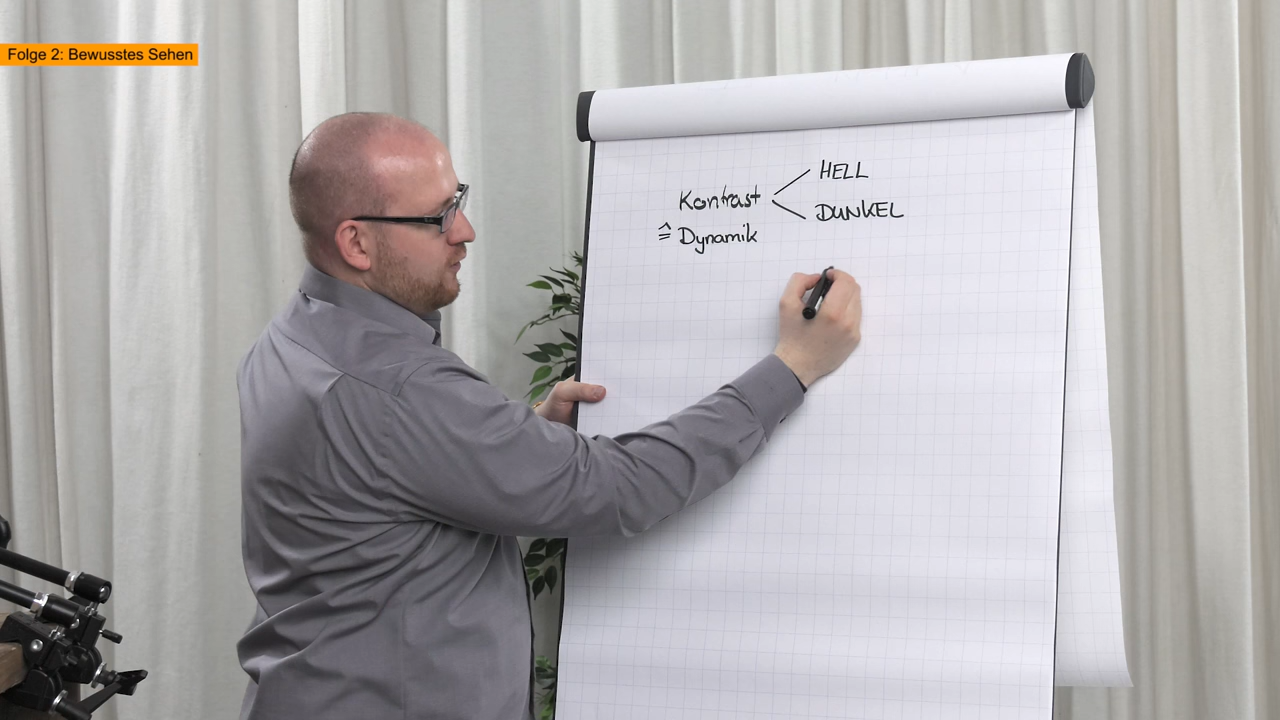 Folge 2: Bewusstes Sehen
HELL
Kontrast
DUNKEL
≙ Dynamik